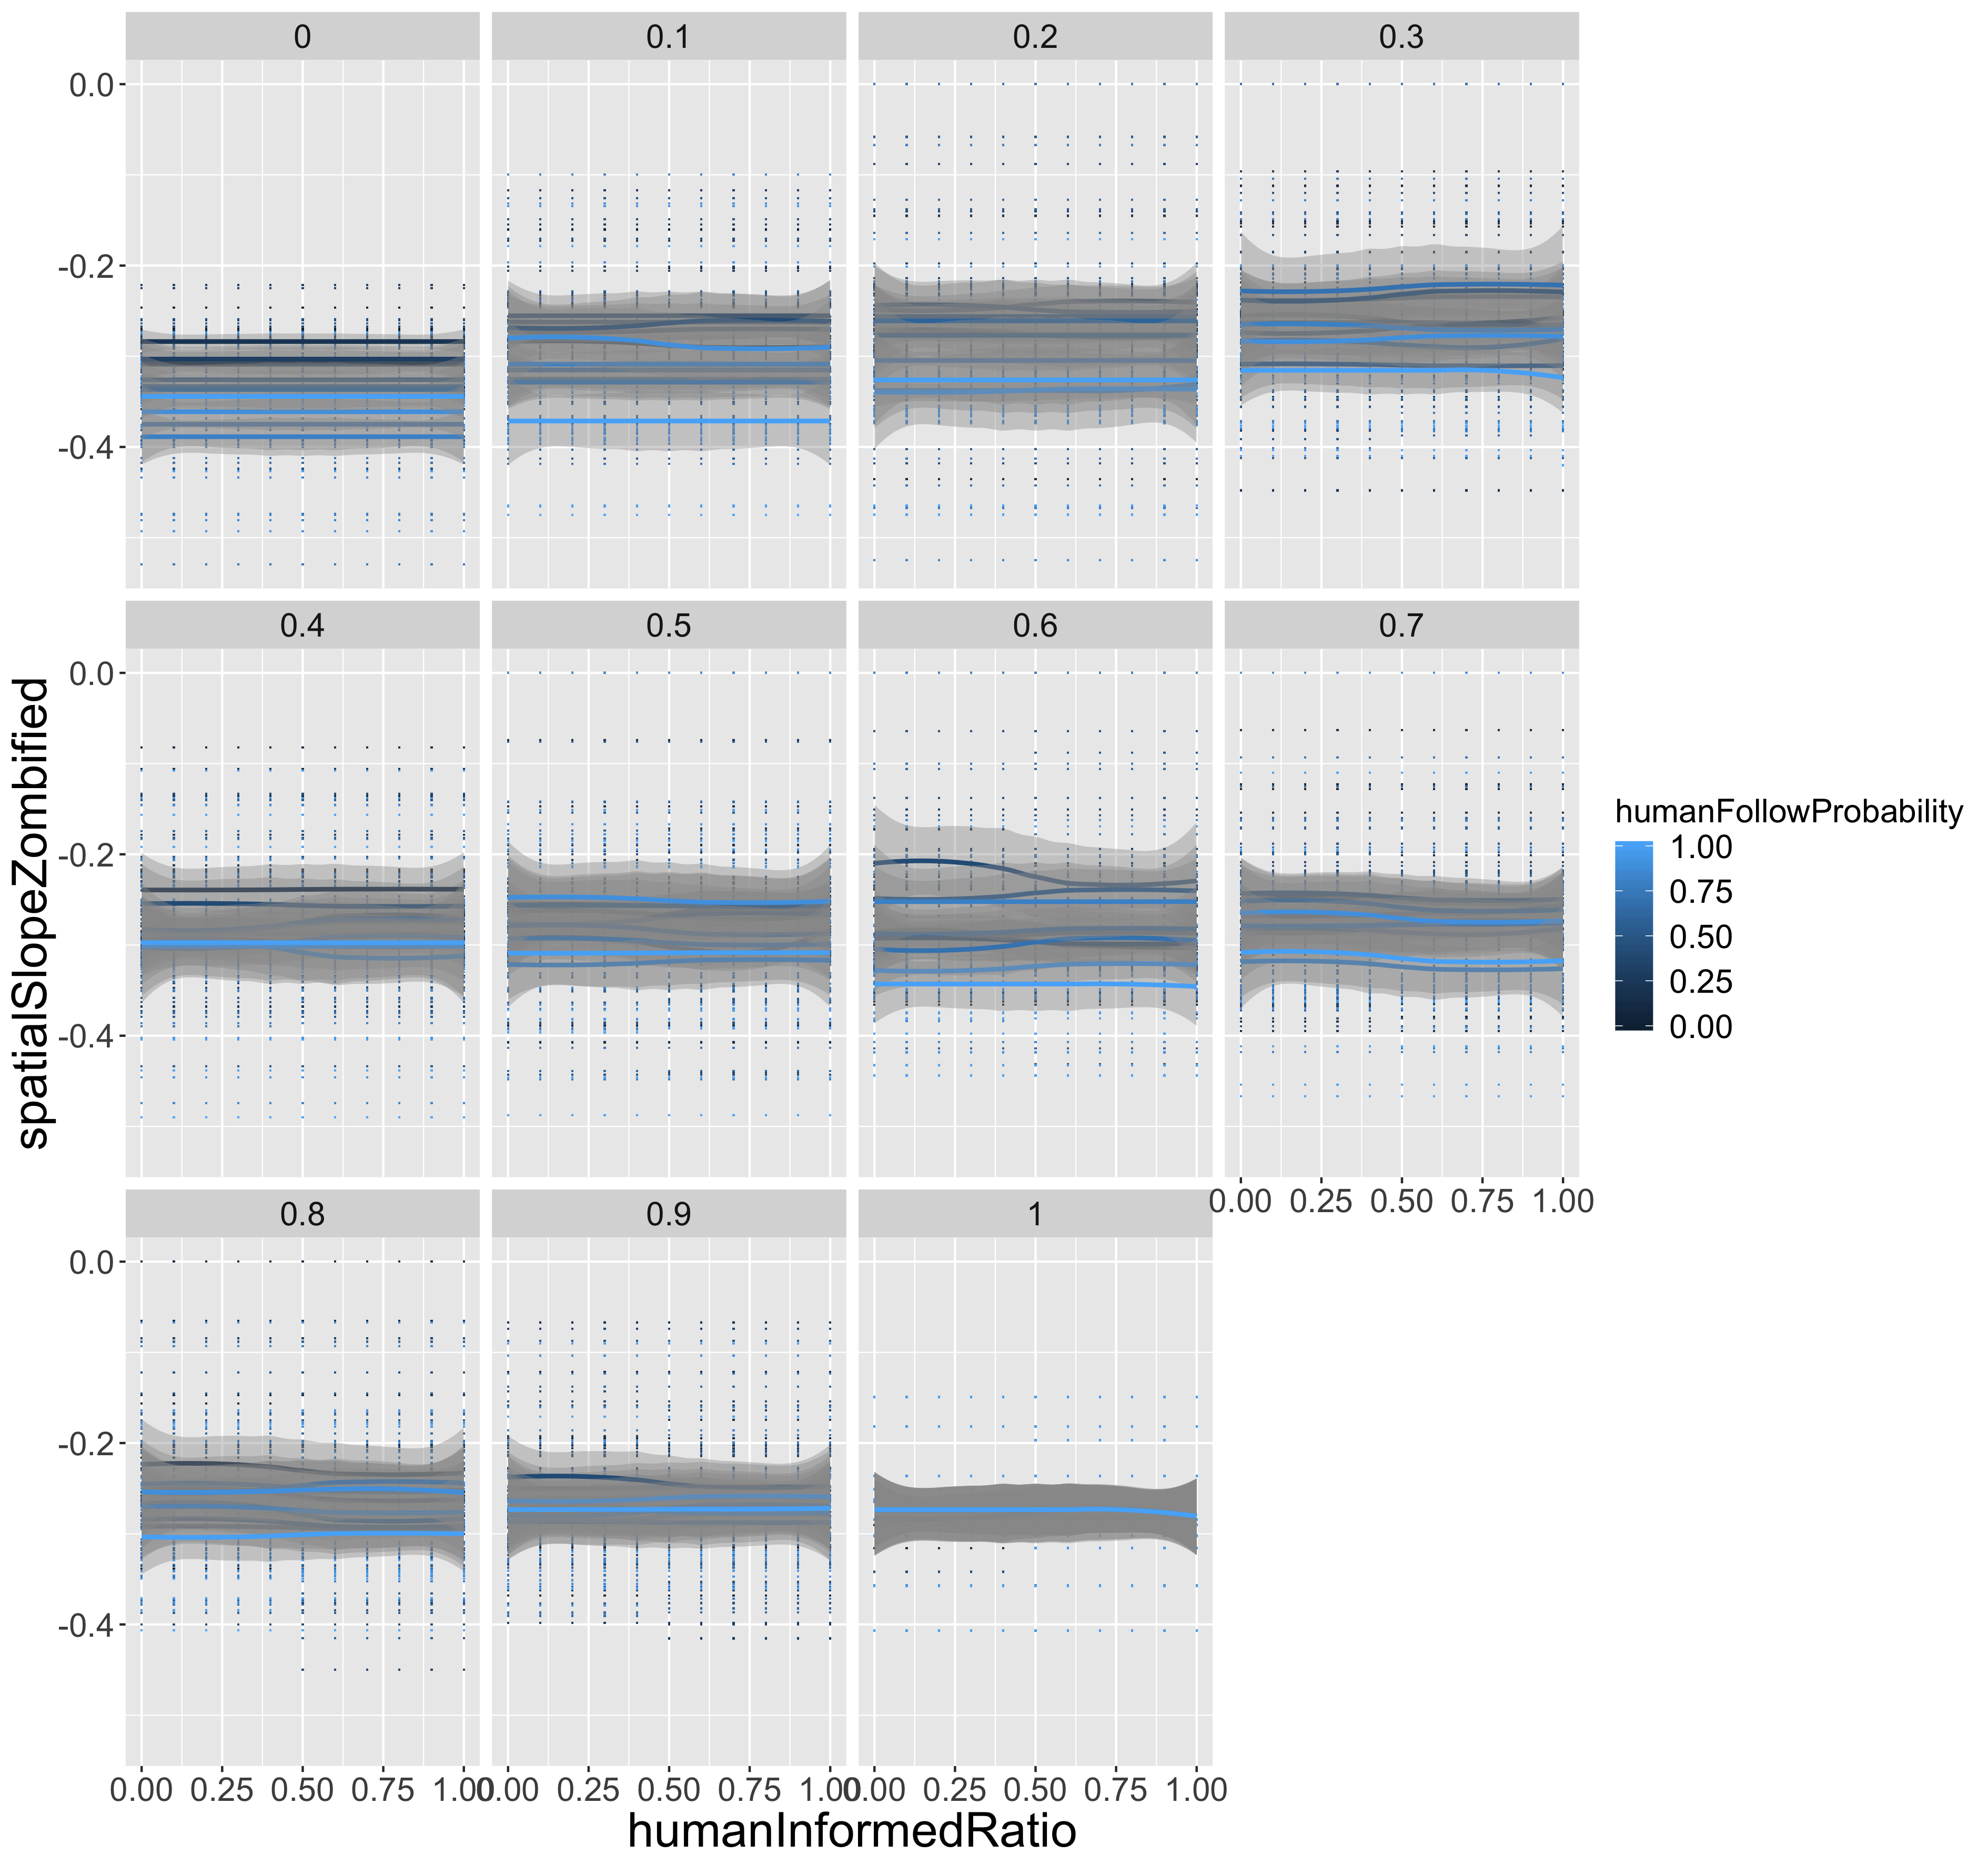 0 0.1 0.2 0.3
0.0
-0.2
-0.4
0.4 0.5 0.6 0.7
0.0
-0.2
-0.4
0.00 0.25 0.50 0.75 1.00
0.8 0.9 1
0.0
-0.2
-0.4
0.00 0.25 0.50 0.75 1.00 0.00 0.25 0.50 0.75 1.00 0.00 0.25 0.50 0.75 1.00
humanInformedRatio
spatialSlopeZombified
humanFollowProbability
1.00
0.75
0.50
0.25
0.00